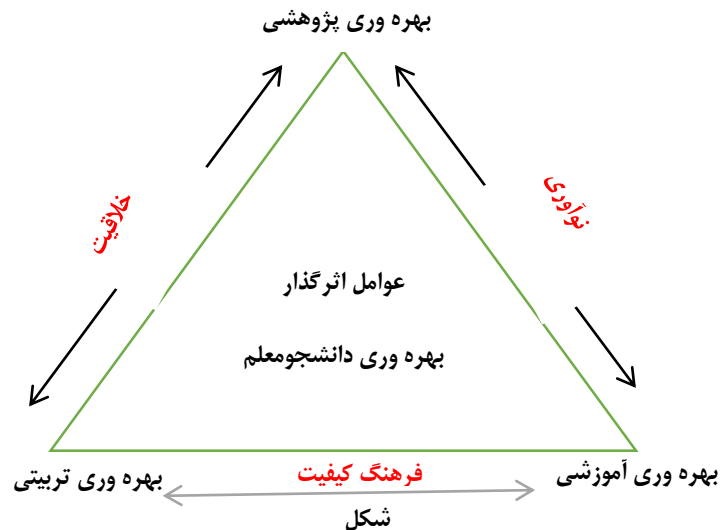 بهره وری پژوهشی
نوآوری
خلاقیت
عوامل اثرگذار
بهره وری دانشجومعلم
بهره وری آموزشی
فرهنگ کیفیت
بهره وری تربیتی
شکل